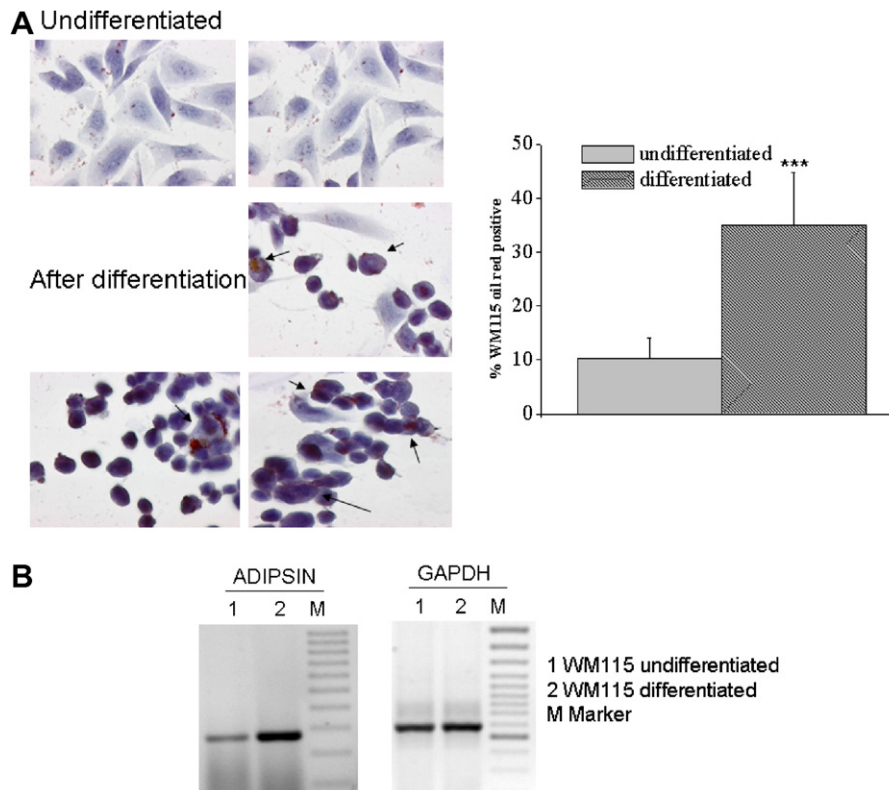 A Undifferentiated
After differentiation
50
40
30
20
10
0
% WM115 oil red positive
undifferentiated
differentiated
***
B
ADIPSIN
1 2 M
GAPDH
1 2 M
1 WM115 undifferentiated
2 WM115 differentiated
M Marker